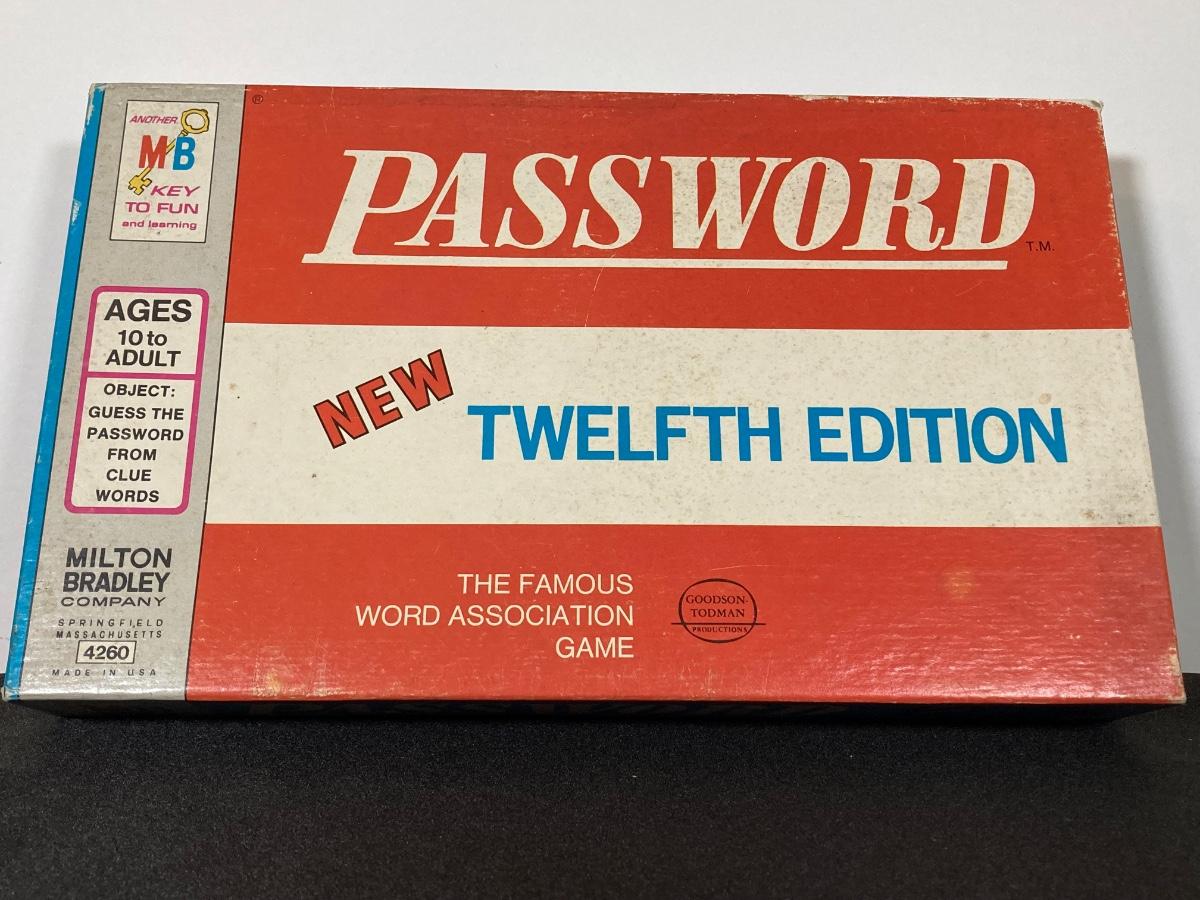 ANOTHER
MB
KEY
TO FUN
and learning
®
PASSWORD
T.M.
AGES
10 to
ADULT
OBJECT:
GUESS THE
PASSWORD
FROM
CLUE
WORDS
NEW
TWELFTH EDITION
MILTON
BRADLEY
COMPANY
SPRINGFIELD
MASSACHUSETTS
4260
MADE IN USA
THE FAMOUS
WORD ASSOCIATION
GAME
GOODSON-
TODMAN
PRODUCTIONS